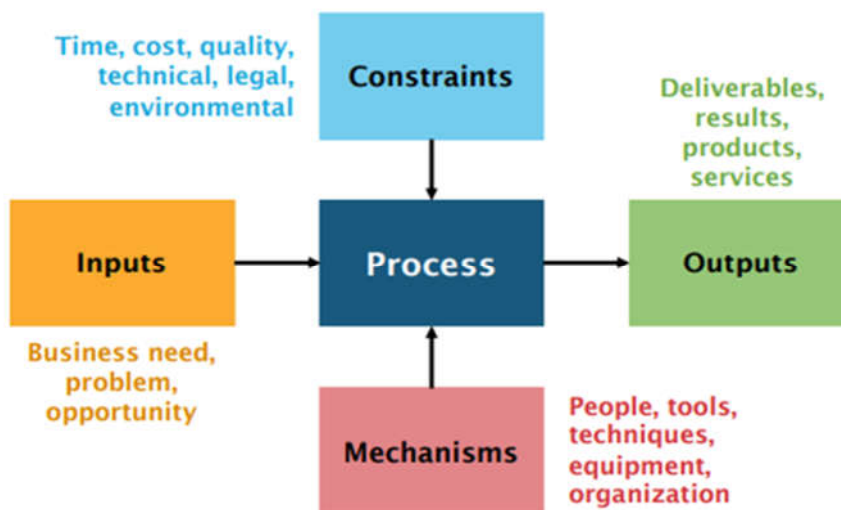 Time, cost, quality,
technical, legal,
environmental
Constraints
Deliverables,
results,
products,
services
Inputs
Process
Outputs
Business need,
problem,
opportunity
Mechanisms
People, tools,
techniques,
equipment,
organization